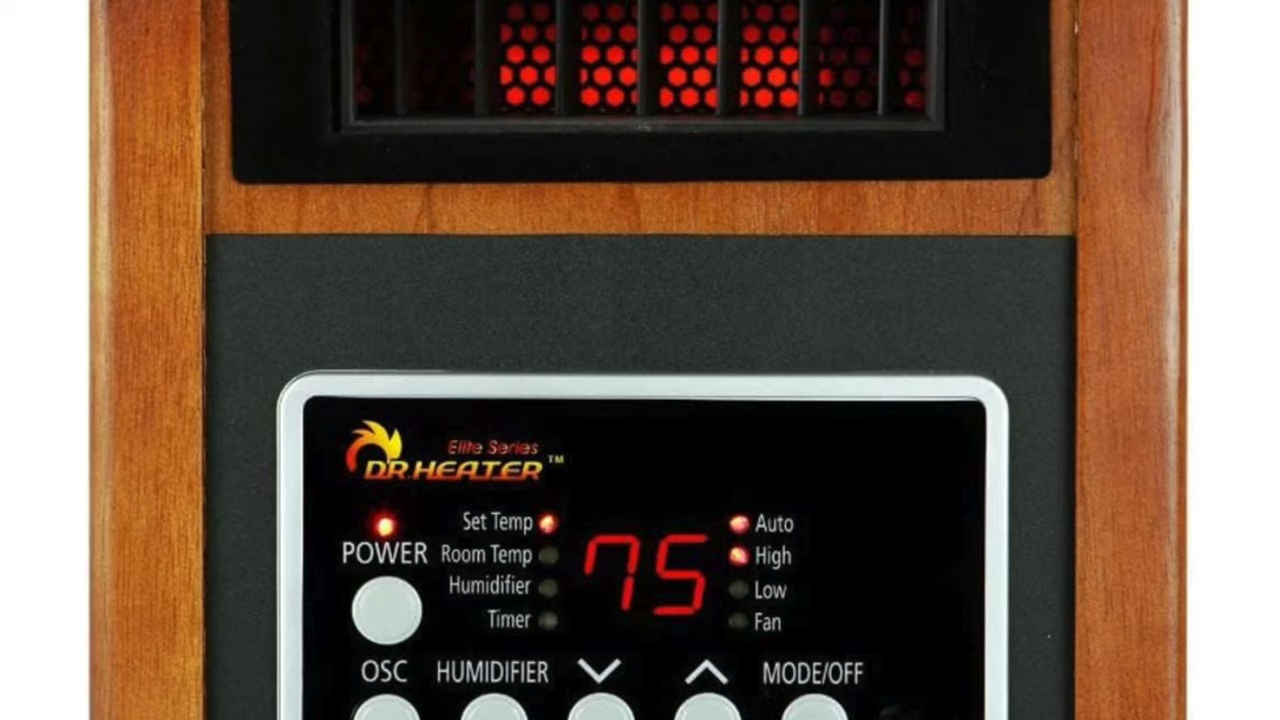 Elite Series
DR. HEATER™
Set Temp
Auto
POWER
Room Temp
75
High
Humidifier
Low
Timer
Fan
OSC
HUMIDIFIER
MODE/OFF